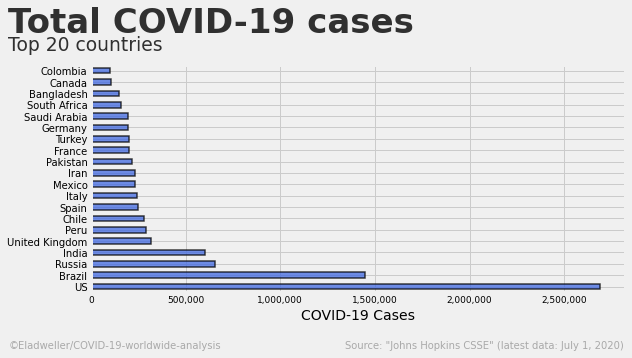 Total COVID-19 cases
Top 20 countries
Colombia
Canada
Bangladesh
South Africa
Saudi Arabia
Germany
Turkey
France
Pakistan
Iran
Mexico
Italy
Spain
Chile
Peru
United Kingdom
India
Russia
Brazil
US
0 500,000 1,000,000 1,500,000 2,000,000 2,500,000
COVID-19 Cases
©Eladweller/COVID-19-worldwide-analysis
Source: "Johns Hopkins CSSE" (latest data: July 1, 2020)